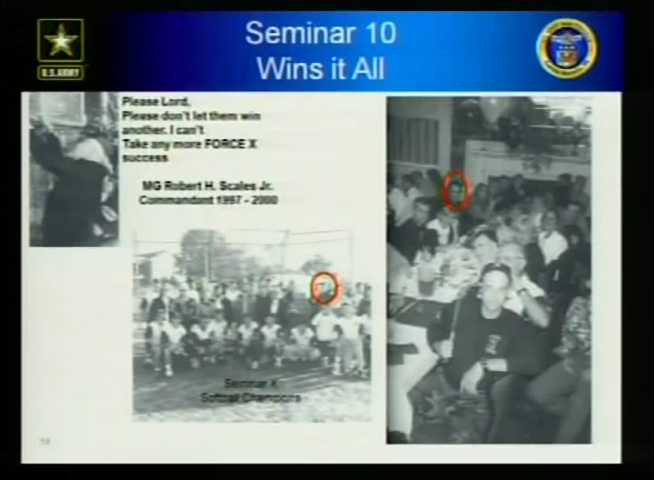 Seminar 10
Wins it All
U.S.ARMY
Please Lord,
Please don't let them win
another. I can't
Take any more FORCE X
success
MG Robert H. Scales Jr.
Commandant 1997 - 2000
Seminar X
Softball Champions